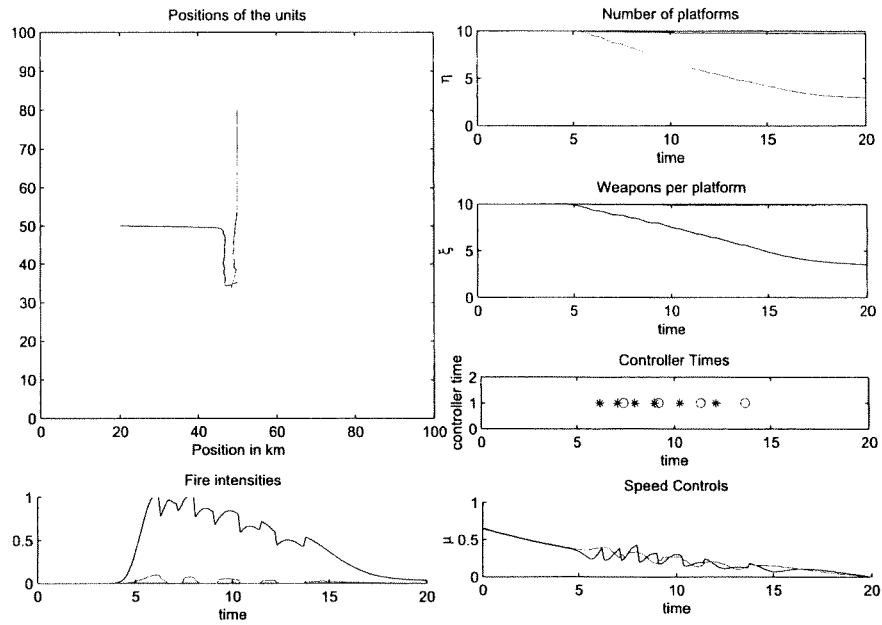 Positions of the units
100
90
80
70
60
50
40
30
20
10
0
0 20 40 60 80 100
Position in km
Number of platforms
10
5
0
η
0 5 10 15 20
time
Weapons per platform
10
5
0
ξ
0 5 10 15 20
time
Controller Times
2
1
0
controller time
0 5 10 15 20
time
Fire intensities
1
0.5
0
0 5 10 15 20
time
Speed Controls
1
0.5
0
μ
0 5 10 15 20
time